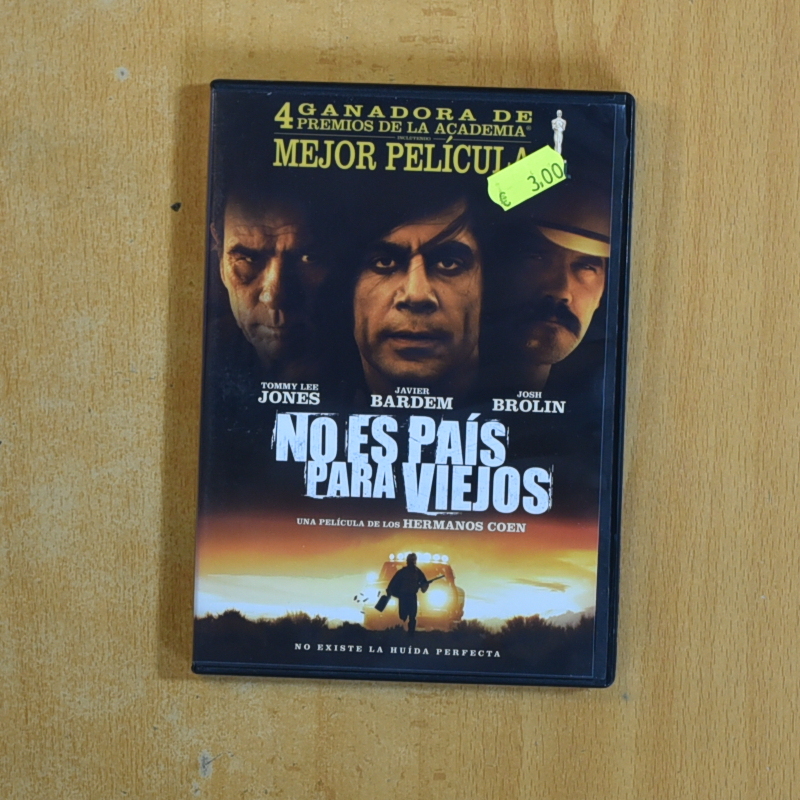 4 GANADORA DE
PREMIOS DE LA ACADEMIA®
INCLUYENDO
MEJOR PELÍCULA
€ 3,00
TOMMY LEE JONES
JAVIER BARDEM
JOSH BROLIN
NO ES PAÍS
PARA VIEJOS
UNA PELÍCULA DE LOS HERMANOS COEN
NO EXISTE LA HUÍDA PERFECTA